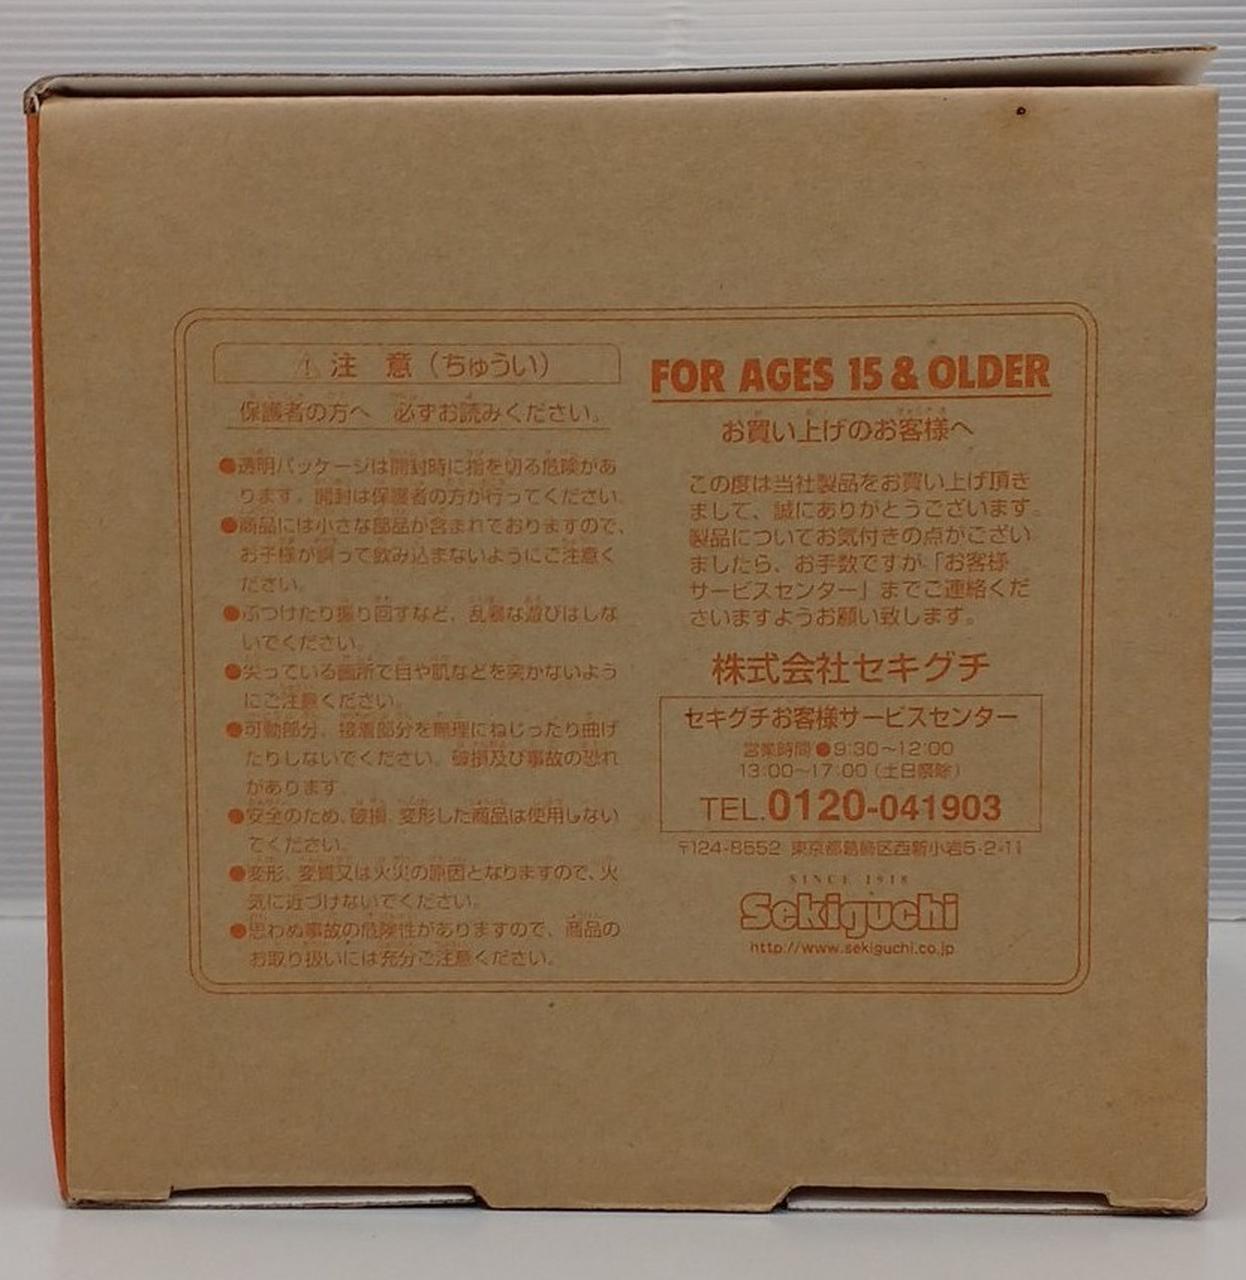 ⚠ 注 意（ちゅうい）
保護者の方へ 必ずお読みください。
●透明パッケージは開封時に指を切る危険があ
ります。開封は保護者の方が行ってください。
●商品には小さな部品が含まれておりますので、
お子様が誤って飲み込まないようにご注意く
ださい。
●ぶつけたり振り回すなど、乱暴な遊びはしな
いでください。
●尖っている箇所で目や肌などを突かないよう
にご注意ください。
●可動部分、接着部分を無理にねじったり曲げ
たりしないでください。破損及び事故の恐れ
があります。
●安全のため、破損、変形した商品は使用しない
でください。
●変形、変質又は火災の原因となりますので、火
気に近づけないでください。
●思わぬ事故の危険性がありますので、商品の
お取り扱いには充分ご注意ください。
FOR AGES 15 & OLDER
お買い上げのお客様へ
この度は当社製品をお買い上げ頂き
まして、誠にありがとうございます。
製品についてお気付きの点がござい
ましたら、お手数ですが「お客様
サービスセンター」までご連絡くだ
さいますようお願い致します。
株式会社セキグチ
セキグチお客様サービスセンター
営業時間●9:30～12:00
13:00～17:00（土日祭除）
TEL.0120-041903
〒124-8552 東京都葛飾区西新小岩5-2-11
SINCE 1918
Sekiguchi
http://www.sekiguchi.co.jp